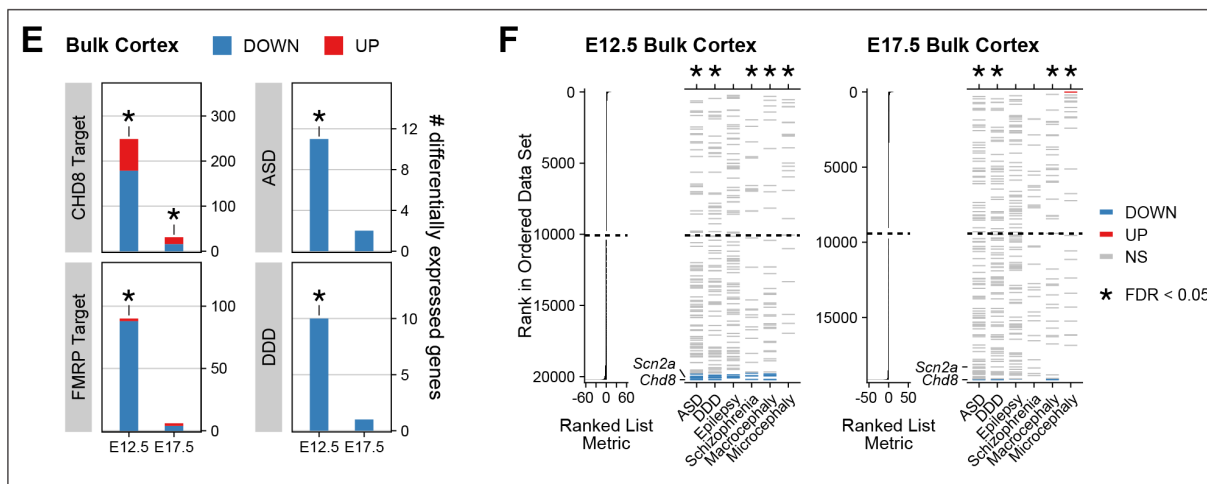 E Bulk Cortex DOWN UP
CHD8 Target
*
*
300
200
100
0
ASD
*
12
8
4
0
FMRP Target
*
100
50
0
E12.5 E17.5
DDD
*
10
5
0
E12.5 E17.5
# differentially expressed genes
F E12.5 Bulk Cortex
* * * * *
Rank in Ordered Data Set
0
5000
10000
15000
20000
Scn2a
Chd8
-60 0 60
Ranked List
Metric
ASD
DDD
Epilepsy
Schizophrenia
Macrocephaly
Microcephaly
E17.5 Bulk Cortex
* * * *
0
5000
10000
15000
Scn2a
Chd8
-50 0 50
Ranked List
Metric
ASD
DDD
Epilepsy
Schizophrenia
Macrocephaly
Microcephaly
DOWN
UP
NS
* FDR < 0.05